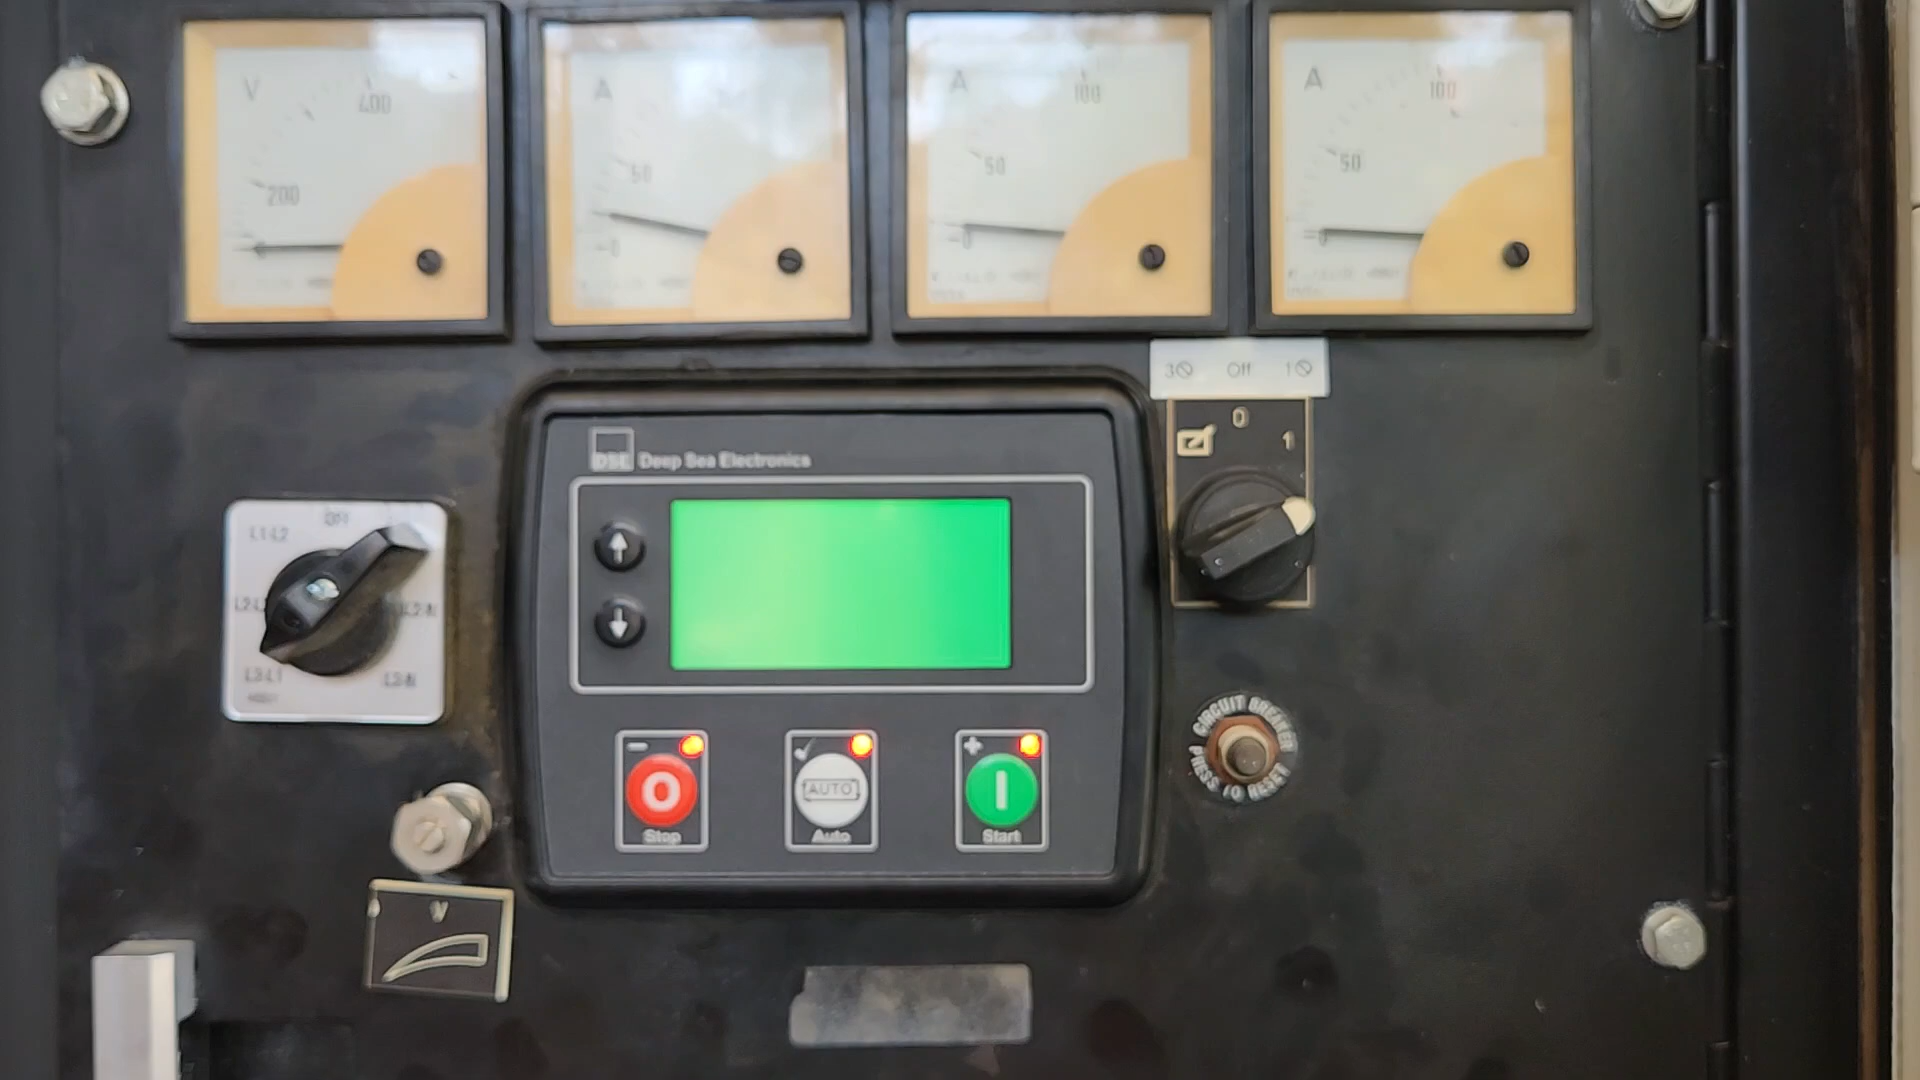 V
400
200
A
50
0
A
100
50
0
A
100
50
0
3 Off 1
0
1
DSE Deep Sea Electronics
Off
L1-L2
L2-N
L3-L1
L3-N
CIRCUIT BREAKER
PRESS TO RESET
- ✓ +
O AUTO I
Stop Auto Start
V